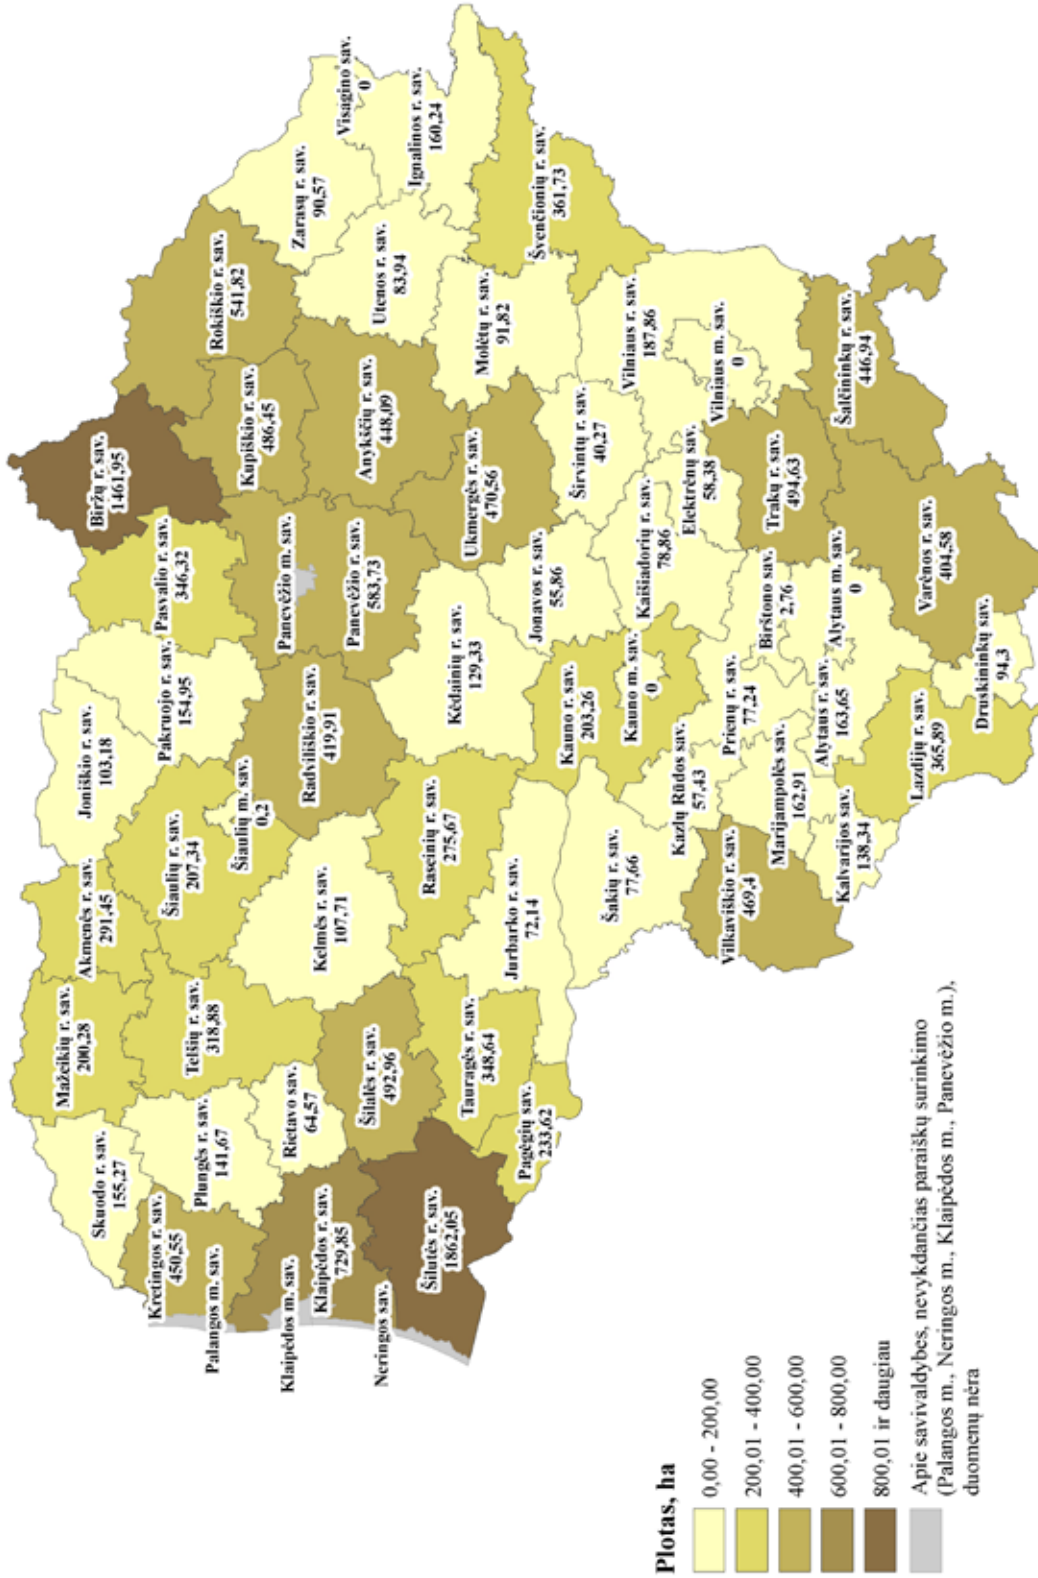 Skuodo r. sav.
155,27
Mažeikių r. sav.
200,28
Akmenės r. sav.
291,45
Joniškio r. sav.
103,18
Pakruojo r. sav.
154,95
Pasvalio r. sav.
346,32
Biržų r. sav.
1461,95
Rokiškio r. sav.
541,82
Kupiškio r. sav.
486,45
Zarasų r. sav.
90,57
Visagino sav.
0
Ignalinos r. sav.
160,24
Utenos r. sav.
83,94
Anykščių r. sav.
448,09
Panevėžio m. sav.
Panevėžio r. sav.
583,73
Radviliškio r. sav.
419,91
Šiaulių r. sav.
207,34
Šiaulių m. sav.
0,2
Telšių r. sav.
318,88
Plungės r. sav.
141,67
Kretingos r. sav.
450,55
Palangos m. sav.
Klaipėdos m. sav.
Klaipėdos r. sav.
729,85
Neringos sav.
Rietavo sav.
64,57
Šilalės r. sav.
492,96
Kelmės r. sav.
107,71
Raseinių r. sav.
275,67
Kėdainių r. sav.
129,33
Ukmergės r. sav.
470,56
Molėtų r. sav.
91,82
Švenčionių r. sav.
361,73
Šilutės r. sav.
1862,05
Tauragės r. sav.
348,64
Pagėgių sav.
233,62
Jurbarko r. sav.
72,14
Šakių r. sav.
77,66
Kauno r. sav.
203,26
Kauno m. sav.
0
Jonavos r. sav.
55,86
Širvintų r. sav.
40,27
Vilniaus r. sav.
187,86
Vilniaus m. sav.
0
Kaišiadorių r. sav.
78,86
Elektrėnų sav.
58,38
Trakų r. sav.
494,63
Kazlų Rūdos sav.
57,43
Prienų r. sav.
77,24
Birštono sav.
2,76
Vilkaviškio r. sav.
469,4
Marijampolės sav.
162,91
Kalvarijos sav.
138,34
Alytaus r. sav.
163,65
Alytaus m. sav.
0
Lazdijų r. sav.
365,89
Druskininkų sav.
94,3
Varėnos r. sav.
404,58
Šalčininkų r. sav.
446,94
Plotas, ha
0,00 - 200,00
200,01 - 400,00
400,01 - 600,00
600,01 - 800,00
800,01 ir daugiau
Apie savivaldybes, nevykdančias paraiškų surinkimo
(Palangos m., Neringos m., Klaipėdos m., Panevėžio m.),
duomenų nėra